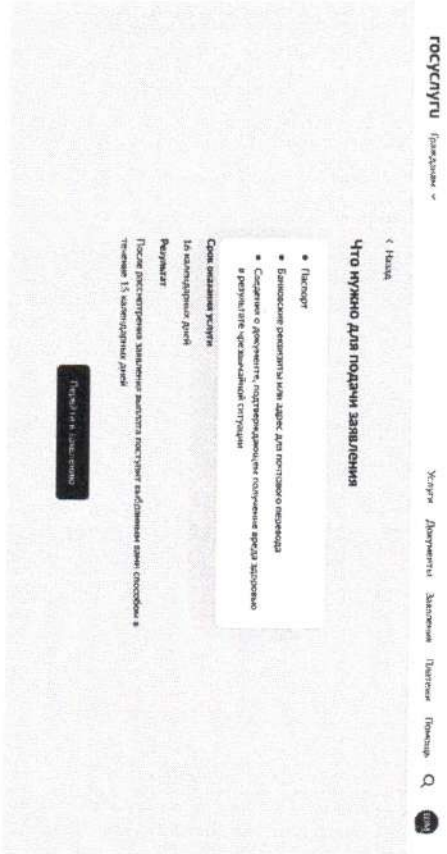 госуслуги Гражданам Услуги Документы Заявления Платежи Помощь
Назад
Что нужно для подачи заявления
Паспорт
Банковские реквизиты или адрес для почтового перевода
Сведения о документе, подтверждающем получение вреда здоровью
в результате чрезвычайной ситуации
Срок оказания услуги
16 календарных дней
Результат
После рассмотрения заявления выплата поступит выбранным вами способом в
течение 15 календарных дней
Перейти к заявлению